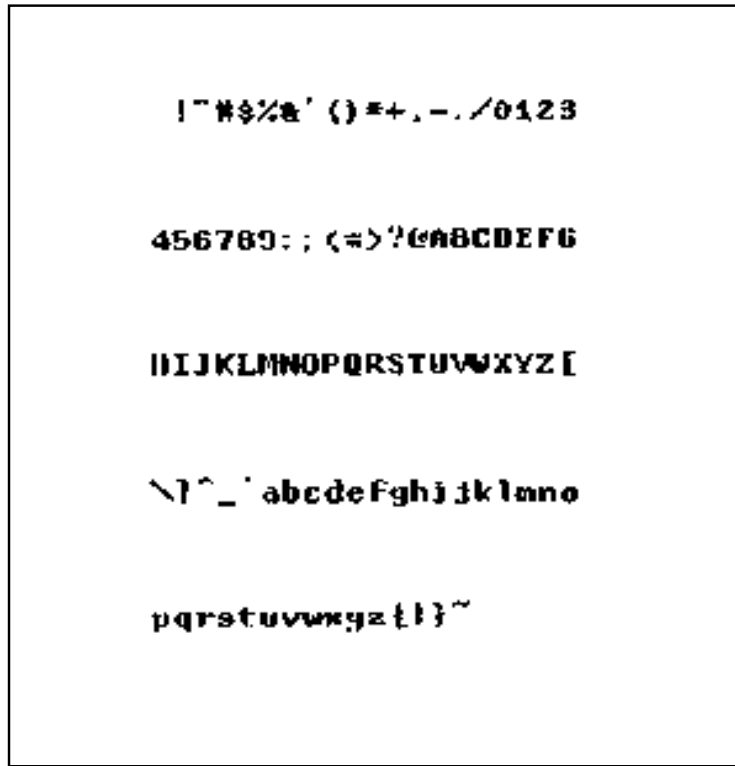 !"#$%&'()*+,-./0123
456789:;<=>?@ABCDEFG
HIJKLMNOPQRSTUVWXYZ[
\]^_`abcdefghijklmno
pqrstuvwxyz{|}~